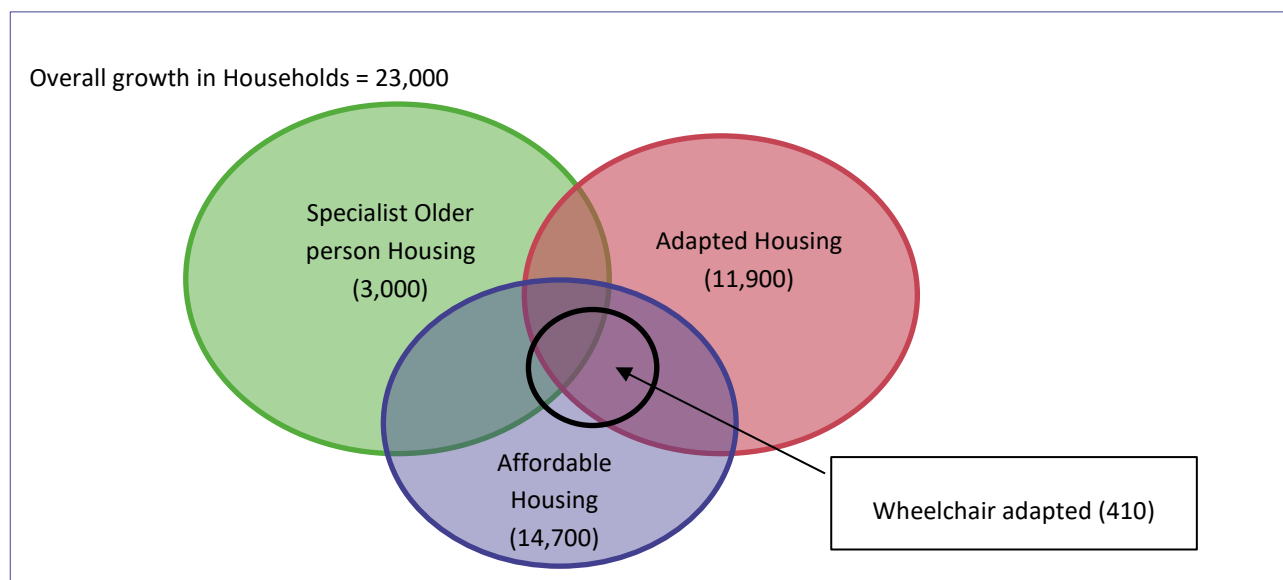 Overall growth in Households = 23,000
Specialist Older
person Housing
(3,000)
Adapted Housing
(11,900)
Affordable
Housing
(14,700)
Wheelchair adapted (410)